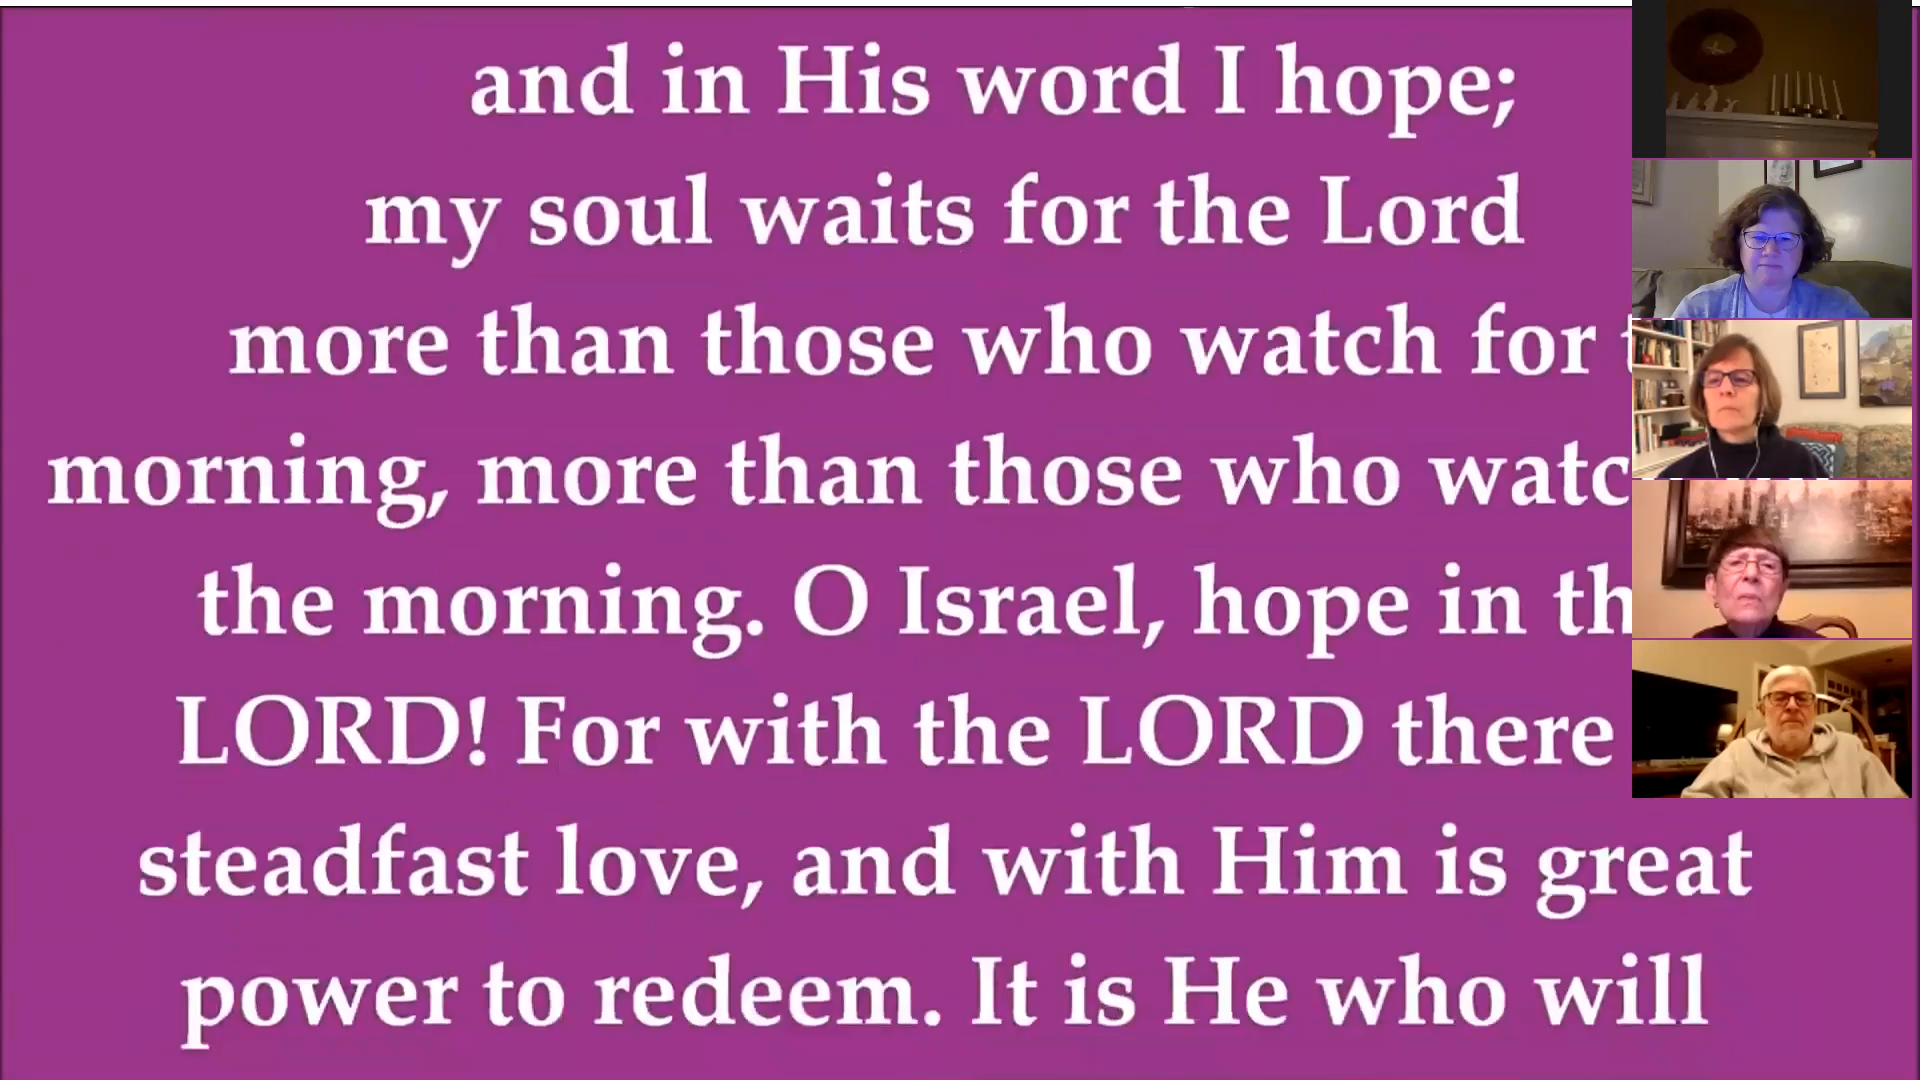 and in His word I hope;
my soul waits for the Lord
more than those who watch for
morning, more than those who
the morning. O Israel, hope in
LORD! For with the LORD there
steadfast love, and with Him is great
power to redeem. It is He who will